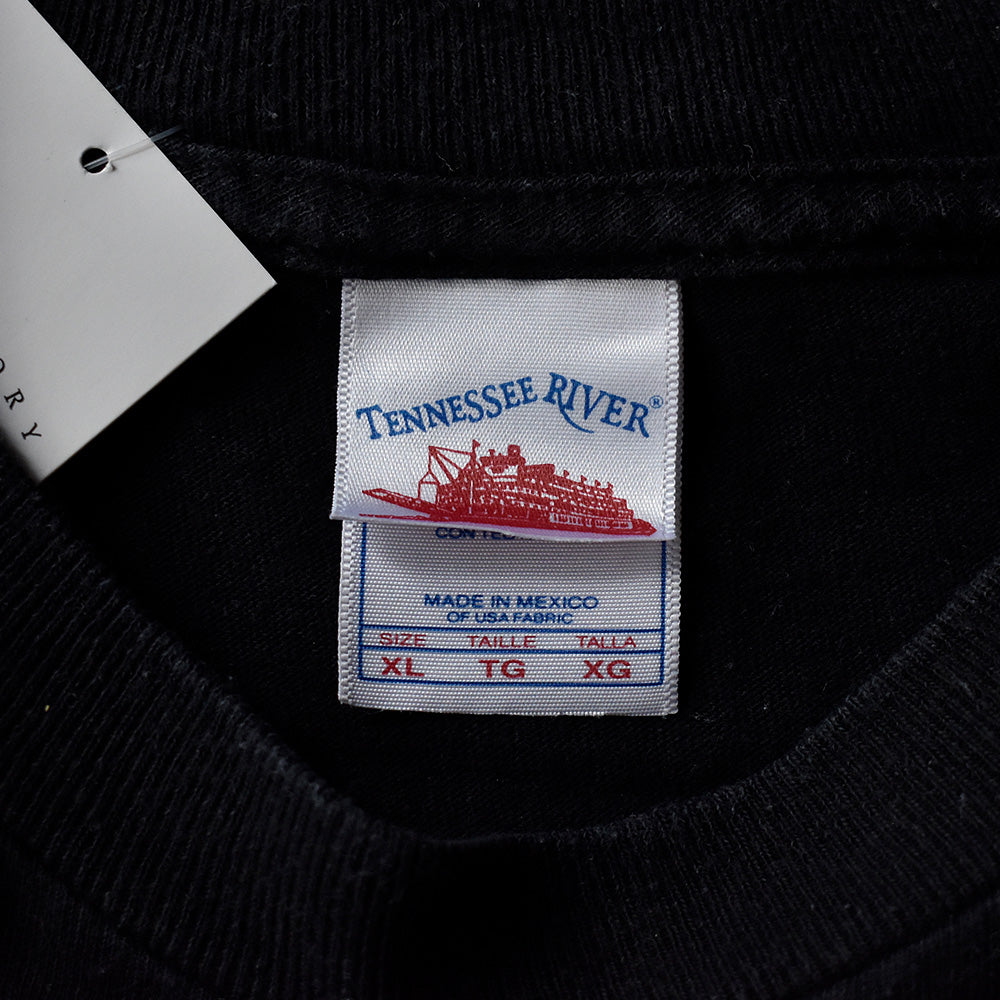 TENNESSEE RIVER®
MADE IN MEXICO
OF USA FABRIC
SIZE TAILLE TALLA
XL TG XG